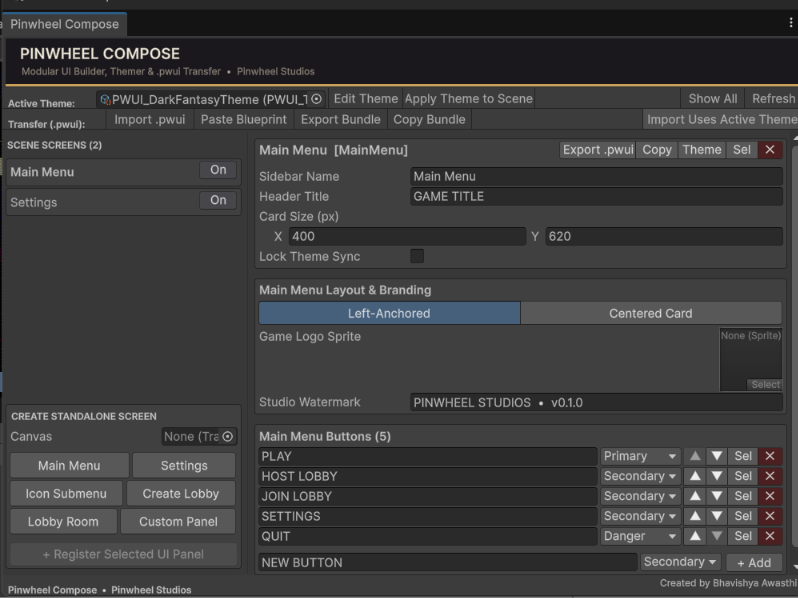 Pinwheel Compose
PINWHEEL COMPOSE
Modular UI Builder, Themer & .pwui Transfer • Pinwheel Studios
Active Theme: PWUI_DarkFantasyTheme (PWUI_T Edit Theme Apply Theme to Scene Show All Refresh
Transfer (.pwui): Import .pwui Paste Blueprint Export Bundle Copy Bundle Import Uses Active Theme
SCENE SCREENS (2)
Main Menu On
Settings On
CREATE STANDALONE SCREEN
Canvas None (Tra
Main Menu Settings
Icon Submenu Create Lobby
Lobby Room Custom Panel
+ Register Selected UI Panel
Main Menu [MainMenu] Export .pwui Copy Theme Sel ✕
Sidebar Name Main Menu
Header Title GAME TITLE
Card Size (px)
X 400 Y 620
Lock Theme Sync
Main Menu Layout & Branding
Left-Anchored Centered Card
Game Logo Sprite None (Sprite)
Select
Studio Watermark PINWHEEL STUDIOS • v0.1.0
Main Menu Buttons (5)
PLAY Primary ▲ ▼ Sel ✕
HOST LOBBY Secondary ▲ ▼ Sel ✕
JOIN LOBBY Secondary ▲ ▼ Sel ✕
SETTINGS Secondary ▲ ▼ Sel ✕
QUIT Danger ▲ ▼ Sel ✕
NEW BUTTON Secondary + Add
Pinwheel Compose • Pinwheel Studios
Created by Bhavishya Awasthi